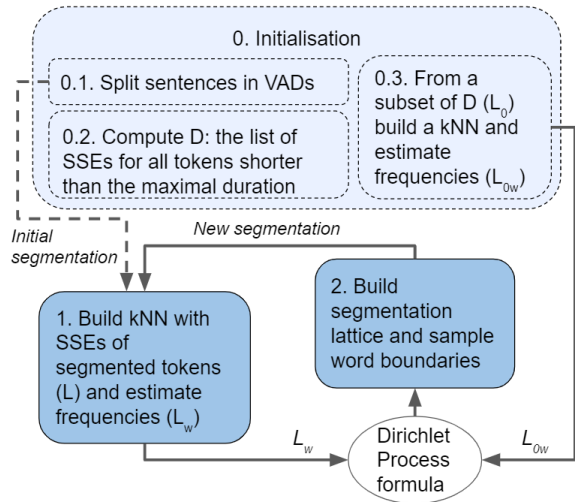 0. Initialisation
0.1. Split sentences in VADs
0.2. Compute D: the list of
SSEs for all tokens shorter
than the maximal duration
0.3. From a
subset of D (L0)
build a kNN and
estimate
frequencies (L0w)
Initial
segmentation
New segmentation
1. Build kNN with
SSEs of
segmented tokens
(L) and estimate
frequencies (Lw)
2. Build
segmentation
lattice and sample
word boundaries
Lw
Dirichlet
Process
formula
L0w